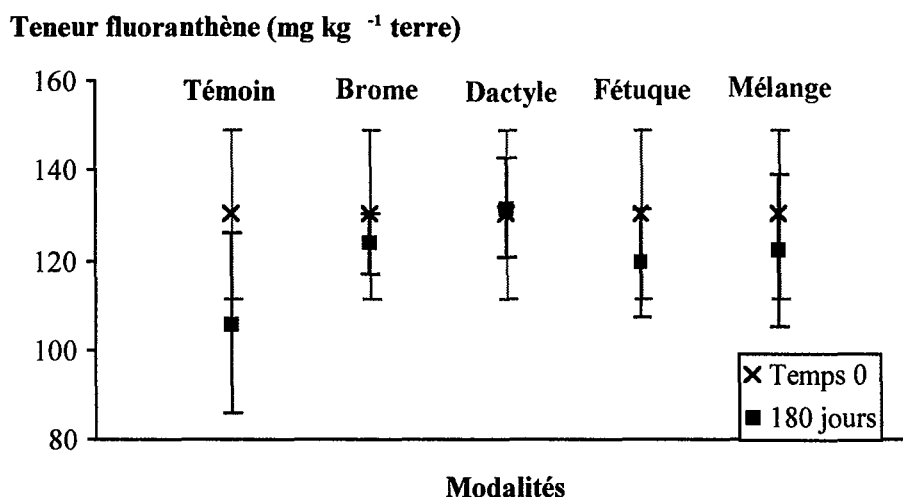 Teneur fluoranthène (mg kg ⁻¹ terre)
Témoin Brome Dactyle Fétuque Mélange
160
140
120
100
80
Temps 0
180 jours
Modalités